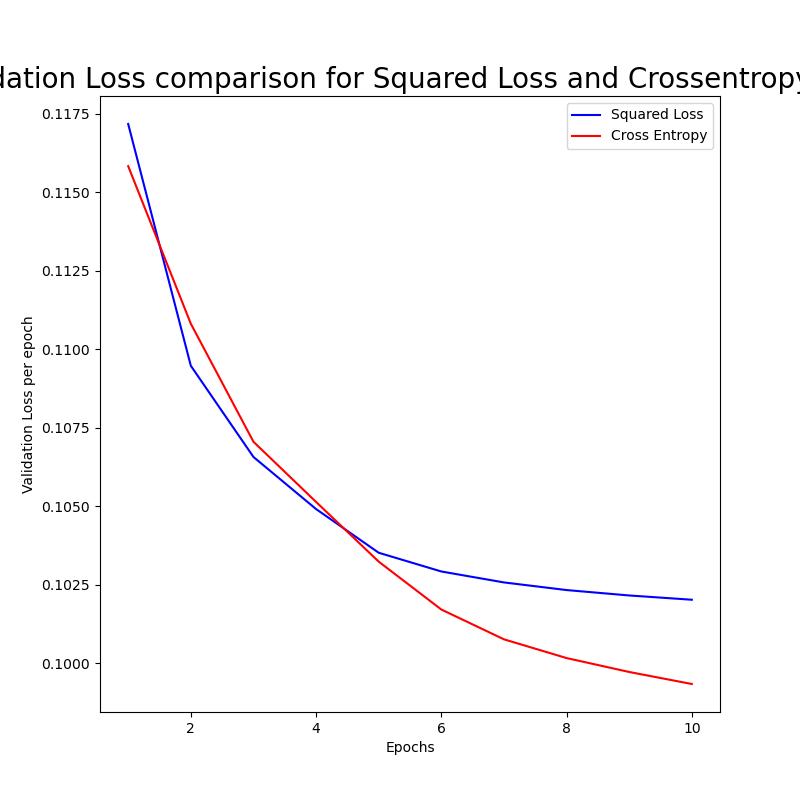 dation Loss comparison for Squared Loss and Crossentropy
Squared Loss
Cross Entropy
0.1175
0.1150
0.1125
0.1100
0.1075
0.1050
0.1025
0.1000
Validation Loss per epoch
2 4 6 8 10
Epochs